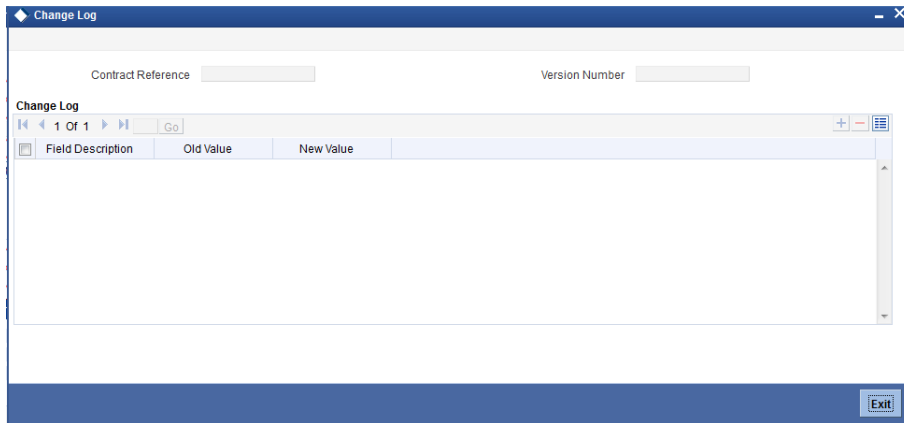 Change Log
Contract Reference
Version Number
Change Log
1 Of 1 Go
Field Description Old Value New Value
Exit